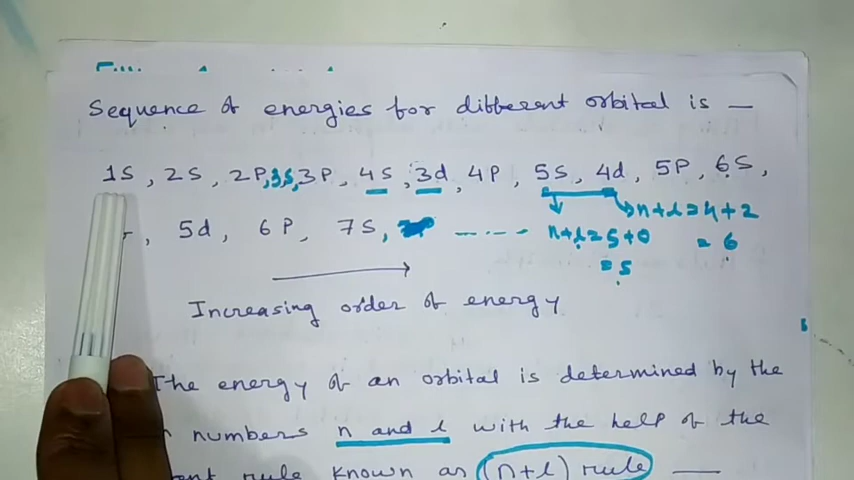 Sequence of energies for different orbital is —
1S, 2S, 2P, 3S, 3P, 4S, 3d, 4P, 5S, 4d, 5P, 6S,
, 5d, 6P, 7S, ------
n+l=5+0
=5
n+l=4+2
=6
Increasing order of energy
The energy of an orbital is determined by the
numbers n and l with the help of the
rule known as (n+l) rule —